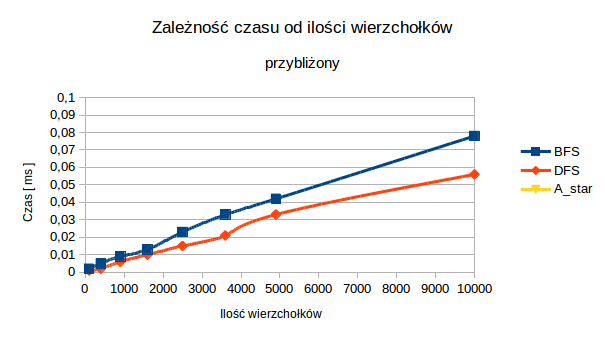 Zależność czasu od ilości wierzchołków
przybliżony
0,1
0,09
0,08
0,07
0,06
0,05
0,04
0,03
0,02
0,01
0
Czas [ ms ]
0 1000 2000 3000 4000 5000 6000 7000 8000 9000 10000
Ilość wierzchołków
BFS
DFS
A_star